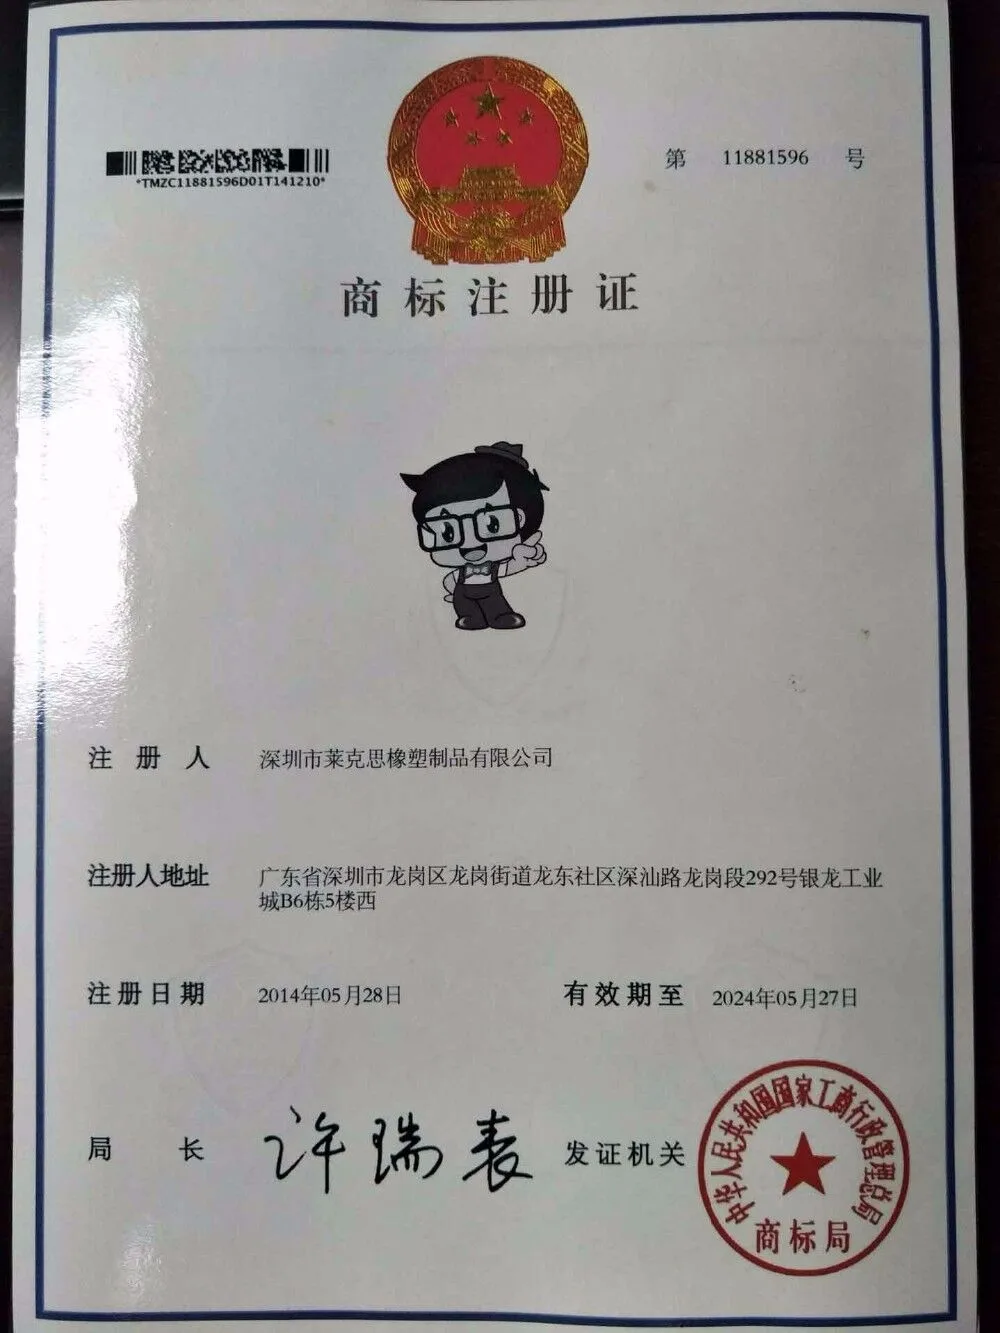 *TMZC11881596D01T141210*
第 11881596 号
商标注册证
注册人 深圳市莱克思橡塑制品有限公司
注册人地址 广东省深圳市龙岗区龙岗街道龙东社区深汕路龙岗段292号银龙工业
城B6栋5楼西
注册日期 2014年05月28日 有效期至 2024年05月27日
局长 许瑞表 发证机关
中华人民共和国国家工商行政管理总局
商标局